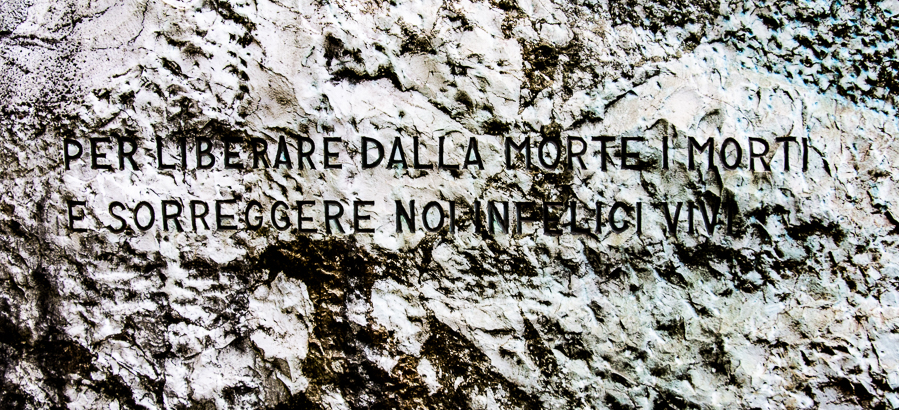 PER LIBERARE DALLA MORTE I MORTI
E SORREGGERE NOI INFELICI VIVI